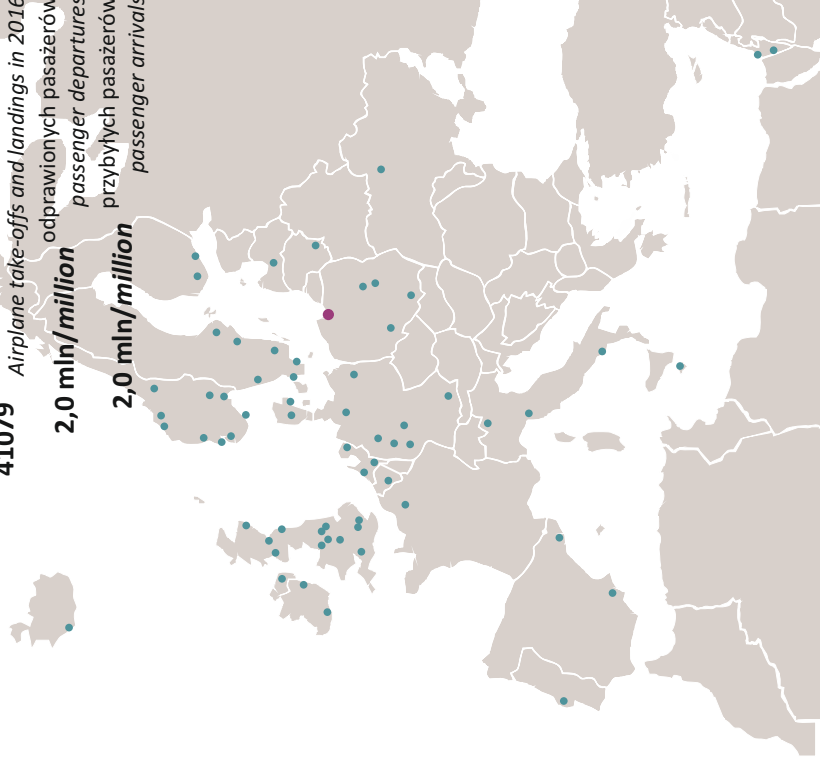 41079
Airplane take-offs and landings in 2016
2,0 mln/million
odprawionych pasażerów
passenger departures
2,0 mln/million
przybyłych pasażerów
passenger arrivals